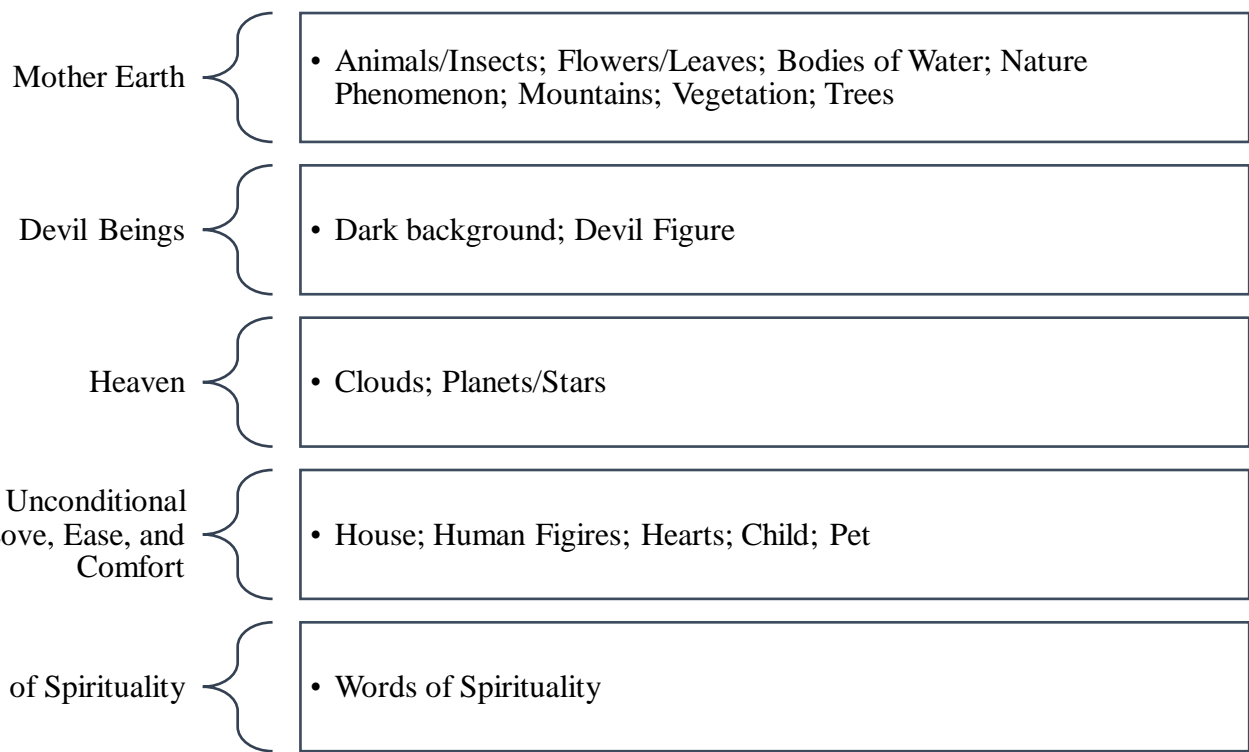 Mother Earth
• Animals/Insects; Flowers/Leaves; Bodies of Water; Nature
Phenomenon; Mountains; Vegetation; Trees
Devil Beings
• Dark background; Devil Figure
Heaven
• Clouds; Planets/Stars
Unconditional
ove, Ease, and
Comfort
• House; Human Figires; Hearts; Child; Pet
of Spirituality
• Words of Spirituality